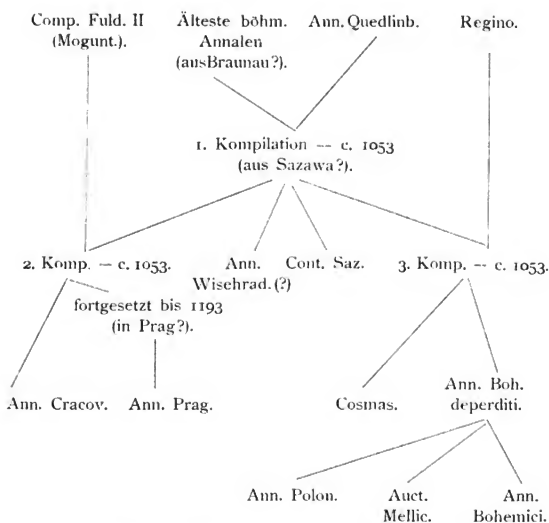 Comp. Fuld. II
(Mogunt.).
Älteste böhm.
Annalen
(ausBraunau?).
Ann. Quedlinb.
Regino.
1. Kompilation — c. 1053
(aus Sazawa?).
2. Komp. — c. 1053.
fortgesetzt bis 1193
(in Prag?).
Ann.
Wischrad. (?)
Cont. Saz.
3. Komp. — c. 1053.
Ann. Cracov.
Ann. Prag.
Cosmas.
Ann. Boh.
deperditi.
Ann. Polon.
Auct.
Mellic.
Ann.
Bohemici.